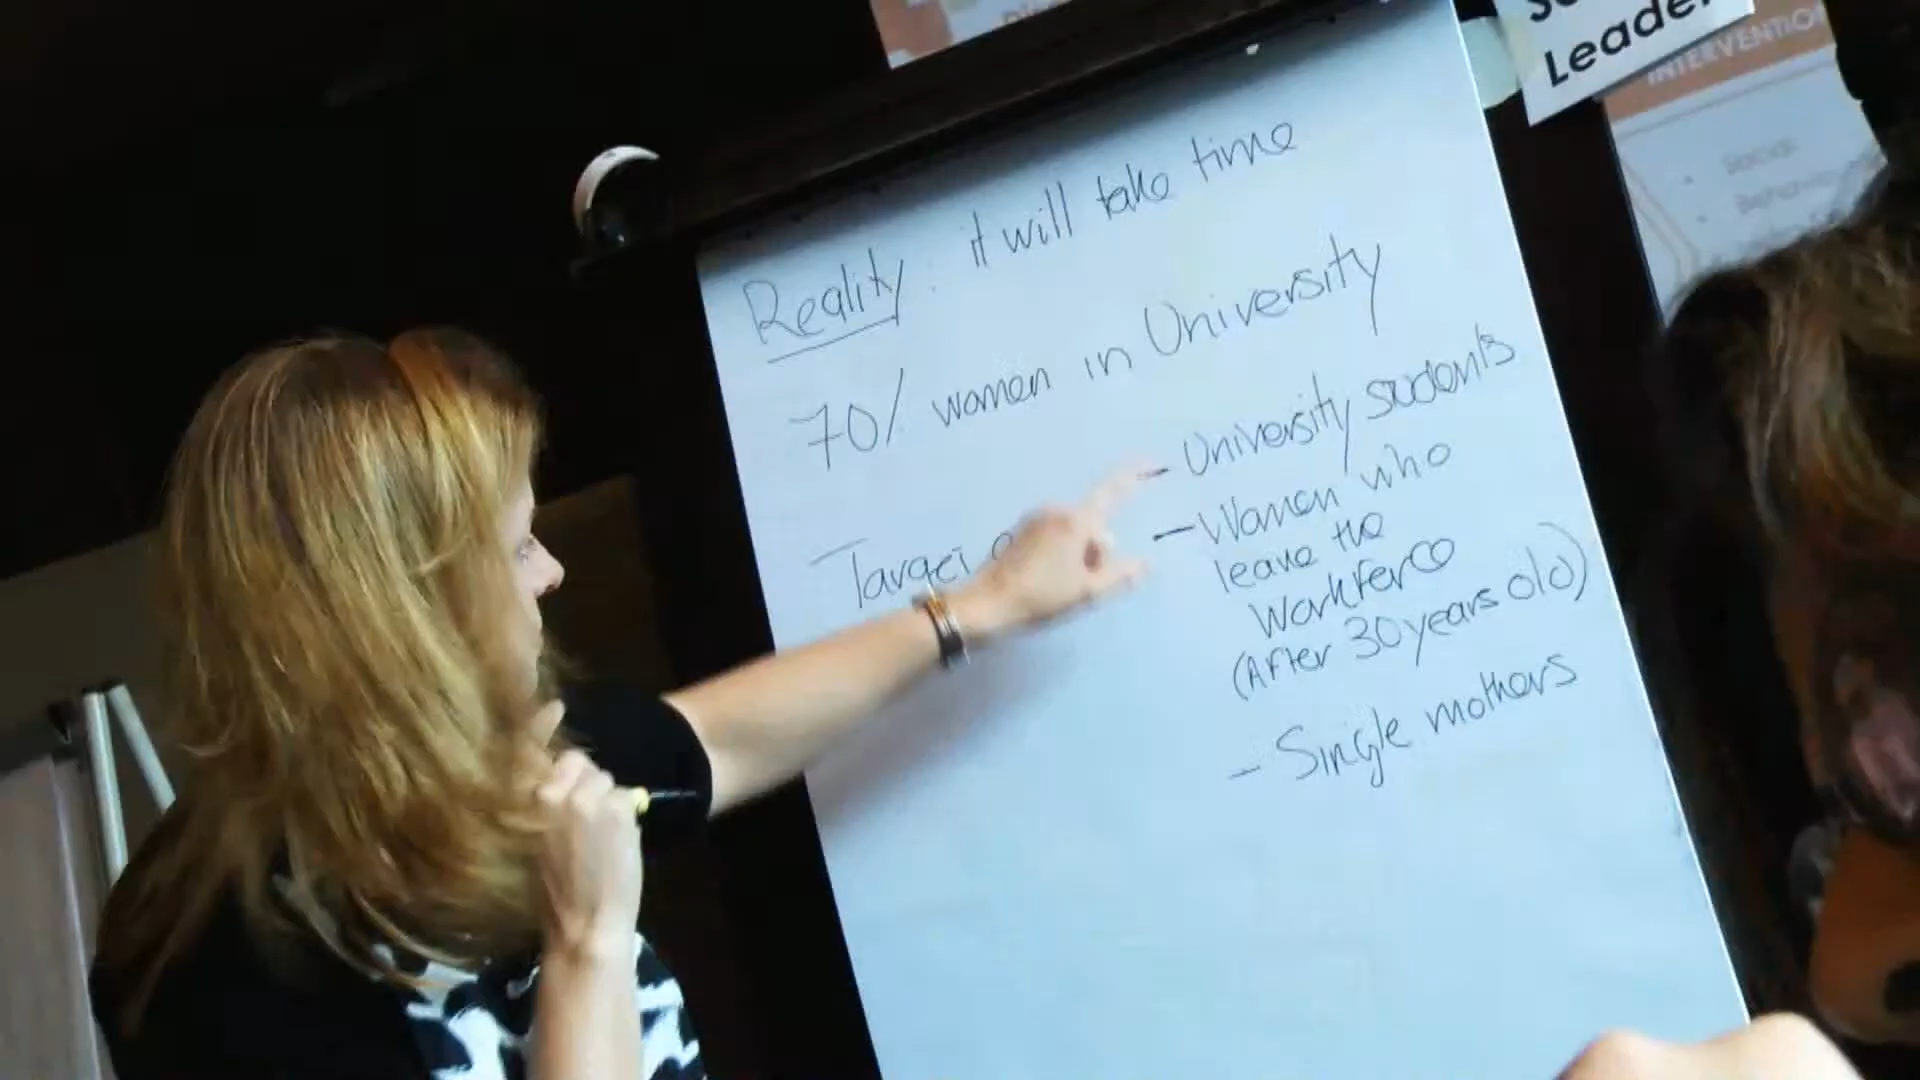 Leader
INTERVENTIO
Reality: it will take time
70% women in University
Target
- University students
- Women who
leave the
Workforce
(After 30 years old)
- Single mothers